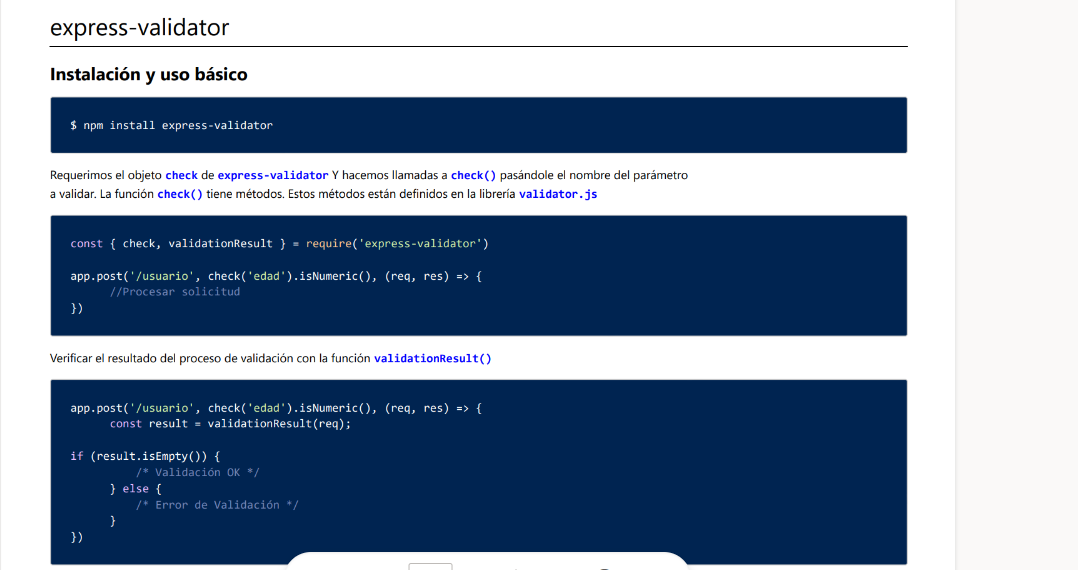 express-validator
Instalación y uso básico
$ npm install express-validator
Requerimos el objeto check de express-validator Y hacemos llamadas a check() pasándole el nombre del parámetro
a validar. La función check() tiene métodos. Estos métodos están definidos en la librería validator.js
const { check, validationResult } = require('express-validator')
app.post('/usuario', check('edad').isNumeric(), (req, res) => {
//Procesar solicitud
})
Verificar el resultado del proceso de validación con la función validationResult()
app.post('/usuario', check('edad').isNumeric(), (req, res) => {
const result = validationResult(req);
if (result.isEmpty()) {
/* Validación OK */
} else {
/* Error de Validación */
}
})